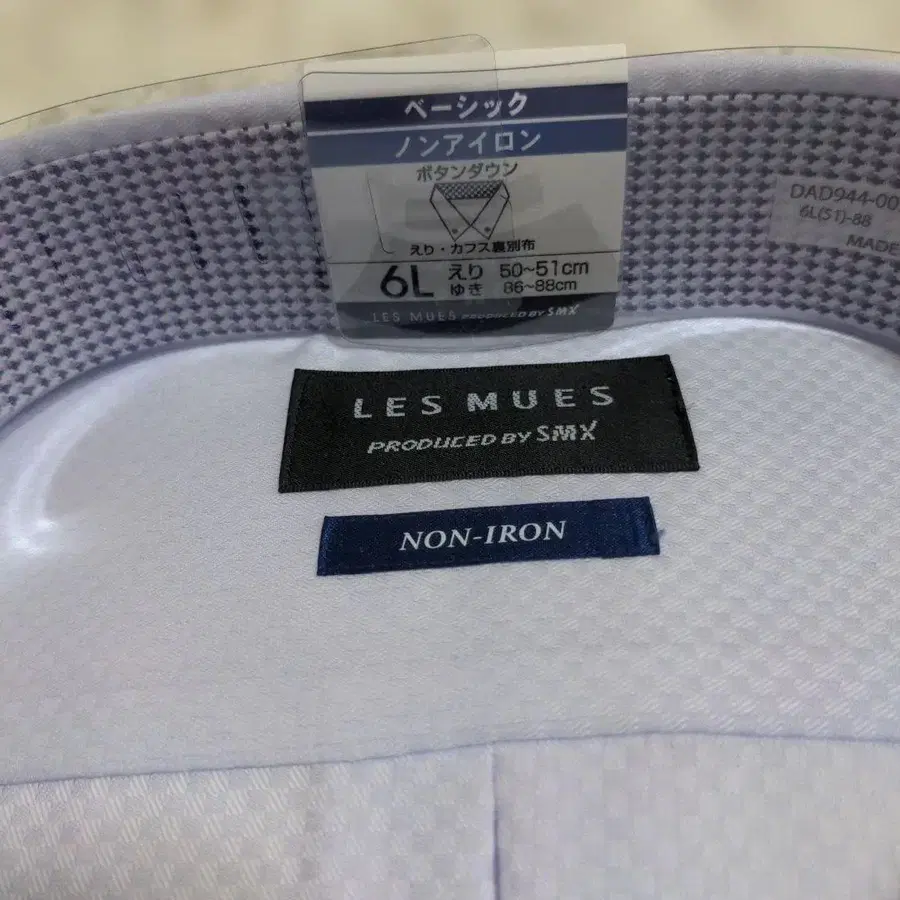 ベーシック
ノンアイロン
ボタンダウン
えり・カフス裏別布
6L えり 50~51cm
ゆき 86~88cm
LES MUES PRODUCED BY SMX
DAD944-00
6L(51)-88
MADE
LES MUES
PRODUCED BY SMX
NON-IRON